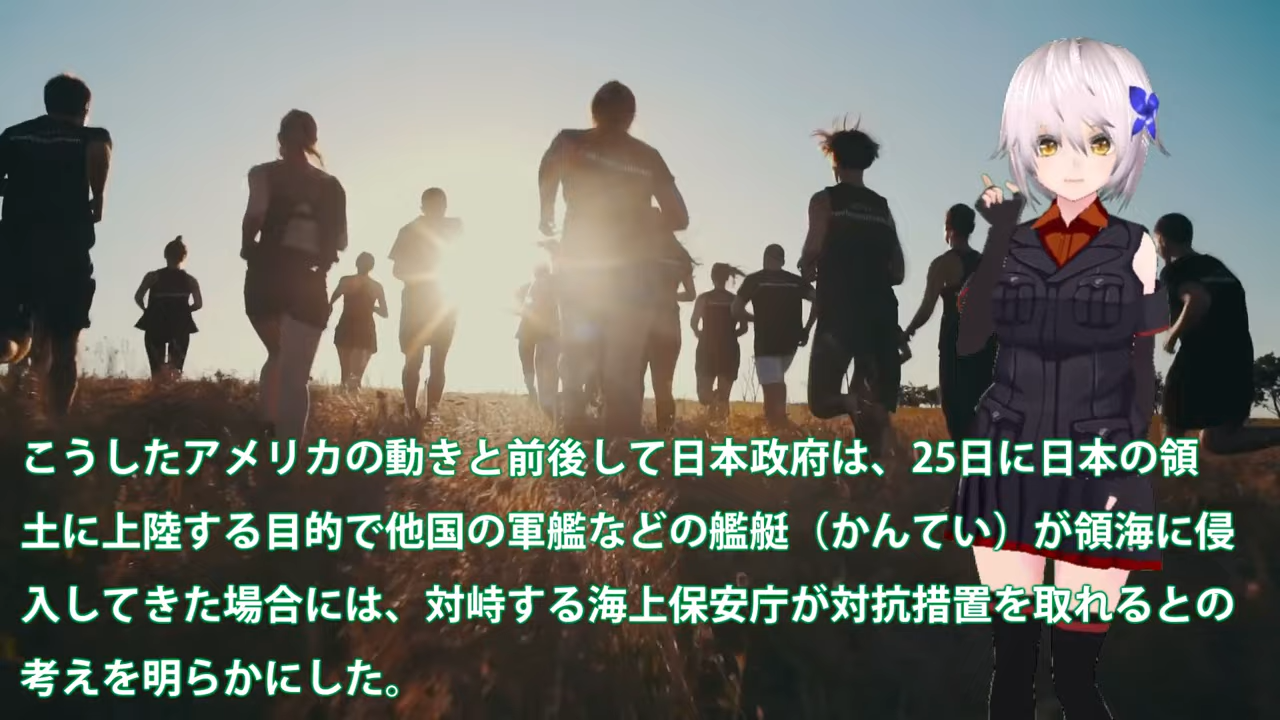 こうしたアメリカの動きと前後して日本政府は、25日に日本の領
土に上陸する目的で他国の軍艦などの艦艇（かんてい）が領海に侵
入してきた場合には、対峙する海上保安庁が対抗措置を取れるとの
考えを明らかにした。